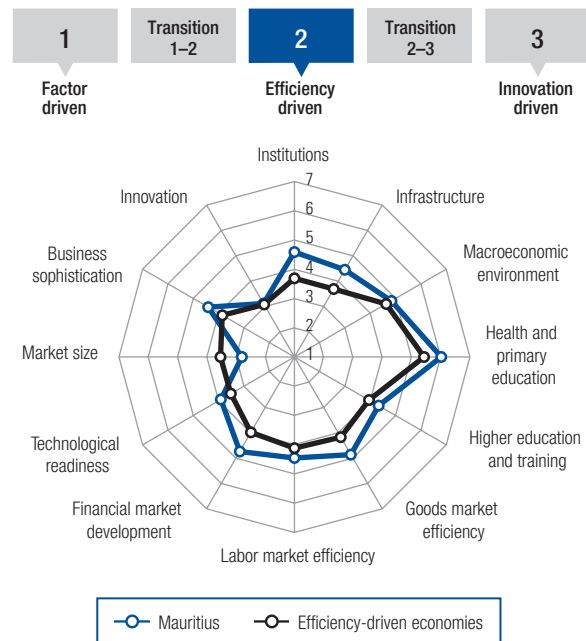 1
Transition
1–2
2
Transition
2–3
3
Factor
driven
Efficiency
driven
Innovation
driven
Institutions
7
6
5
4
3
2
1
Infrastructure
Macroeconomic
environment
Health and
primary
education
Higher education
and training
Goods market
efficiency
Labor market efficiency
Financial market
development
Technological
readiness
Market size
Business
sophistication
Innovation
Mauritius
Efficiency-driven economies